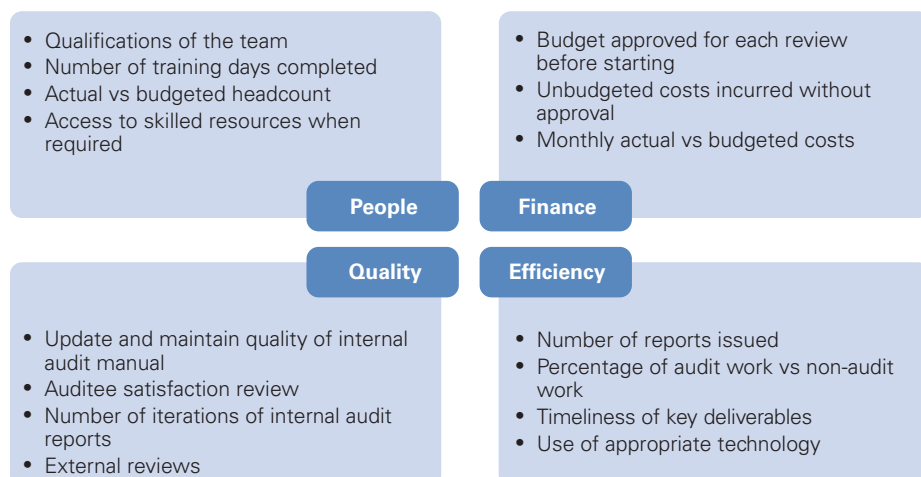 • Qualifications of the team
• Number of training days completed
• Actual vs budgeted headcount
• Access to skilled resources when
required
People
• Budget approved for each review
before starting
• Unbudgeted costs incurred without
approval
• Monthly actual vs budgeted costs
Finance
Quality
• Update and maintain quality of internal
audit manual
• Auditee satisfaction review
• Number of iterations of internal audit
reports
• External reviews
Efficiency
• Number of reports issued
• Percentage of audit work vs non-audit
work
• Timeliness of key deliverables
• Use of appropriate technology